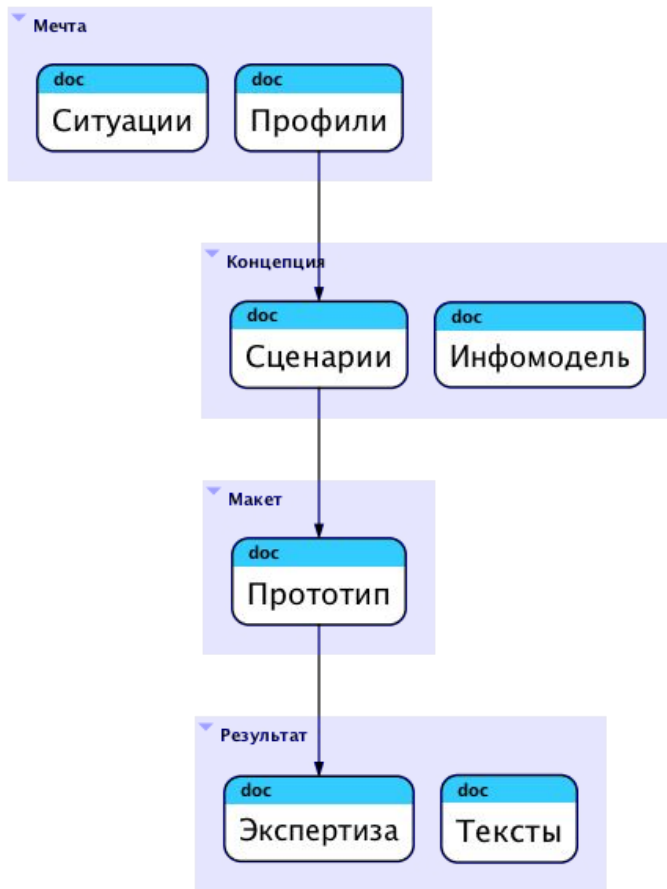 Мечта
doc
Ситуации
doc
Профили
Концепция
doc
Сценарии
doc
Инфомодель
Макет
doc
Прототип
Результат
doc
Экспертиза
doc
Тексты